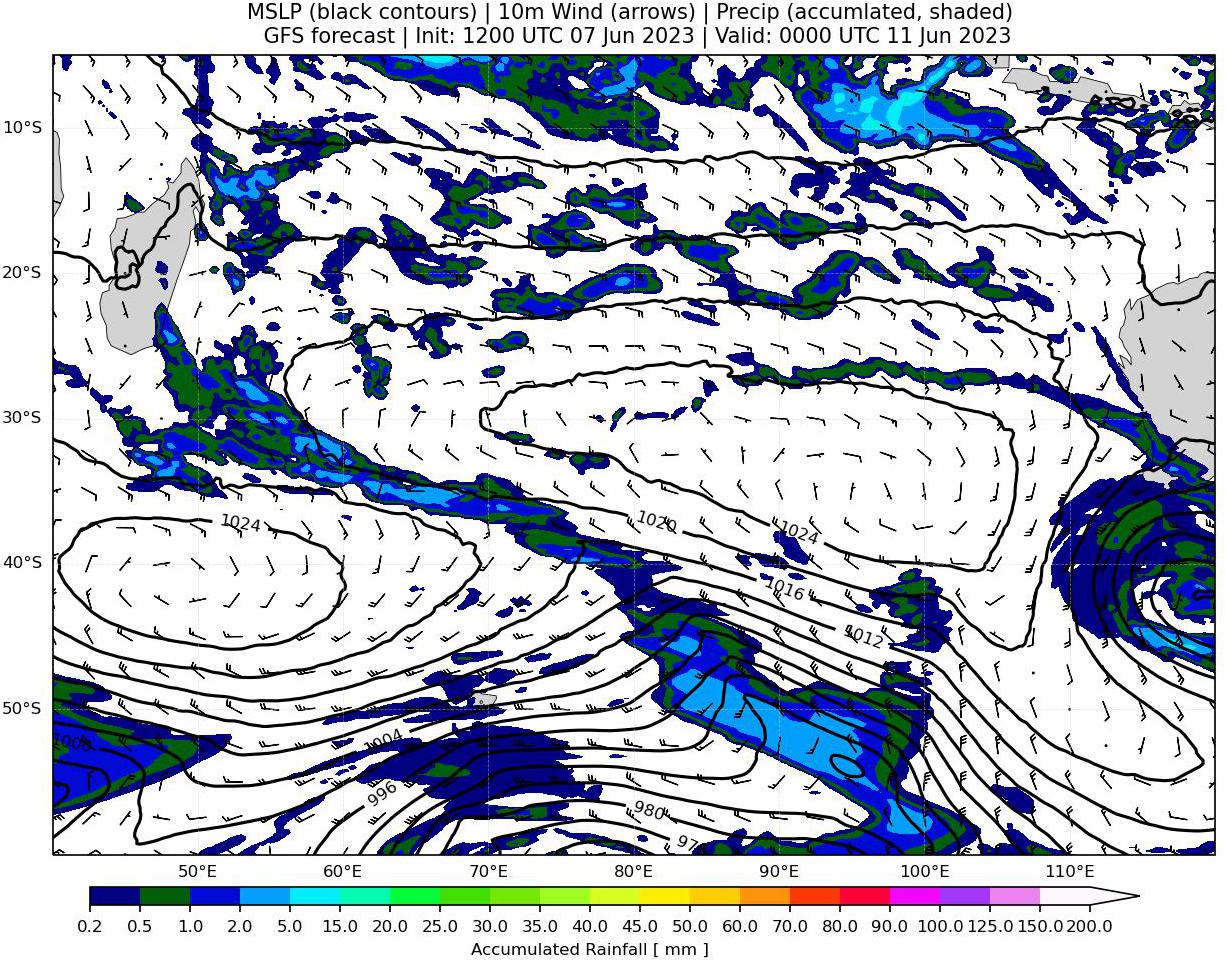 MSLP (black contours) | 10m Wind (arrows) | Precip (accumlated, shaded)
GFS forecast | Init: 1200 UTC 07 Jun 2023 | Valid: 0000 UTC 11 Jun 2023
10°S
20°S
30°S
40°S
50°S
1024
1020
1024
1016
1012
1000
1004
996
980
97
50°E 60°E 70°E 80°E 90°E 100°E 110°E
0.2 0.5 1.0 2.0 5.0 10.0 15.0 20.0 25.0 30.0 35.0 40.0 45.0 50.0 60.0 70.0 80.0 90.0 100.0 125.0 150.0 200.0
Accumulated Rainfall [ mm ]